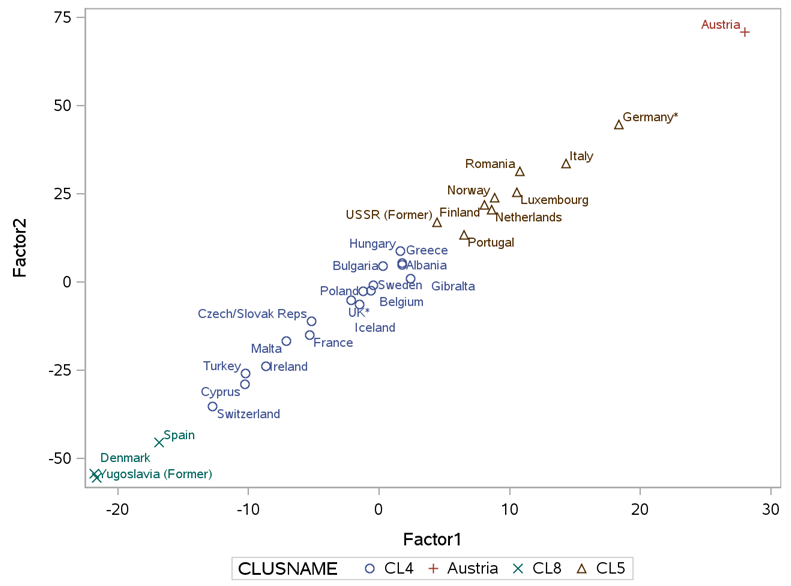 75
Austria
50
Germany*
Italy
Romania
Norway
Luxembourg
25
USSR (Former)
Finland
Netherlands
Portugal
Hungary
Greece
Bulgaria
Albania
0
Poland
Sweden
Gibralta
Belgium
UK*
Czech/Slovak Reps
Iceland
France
Malta
-25
Turkey
Ireland
Cyprus
Switzerland
Spain
-50
Denmark
Yugoslavia (Former)
Factor2
-20 -10 0 10 20 30
Factor1
CLUSNAME CL4 Austria CL8 CL5